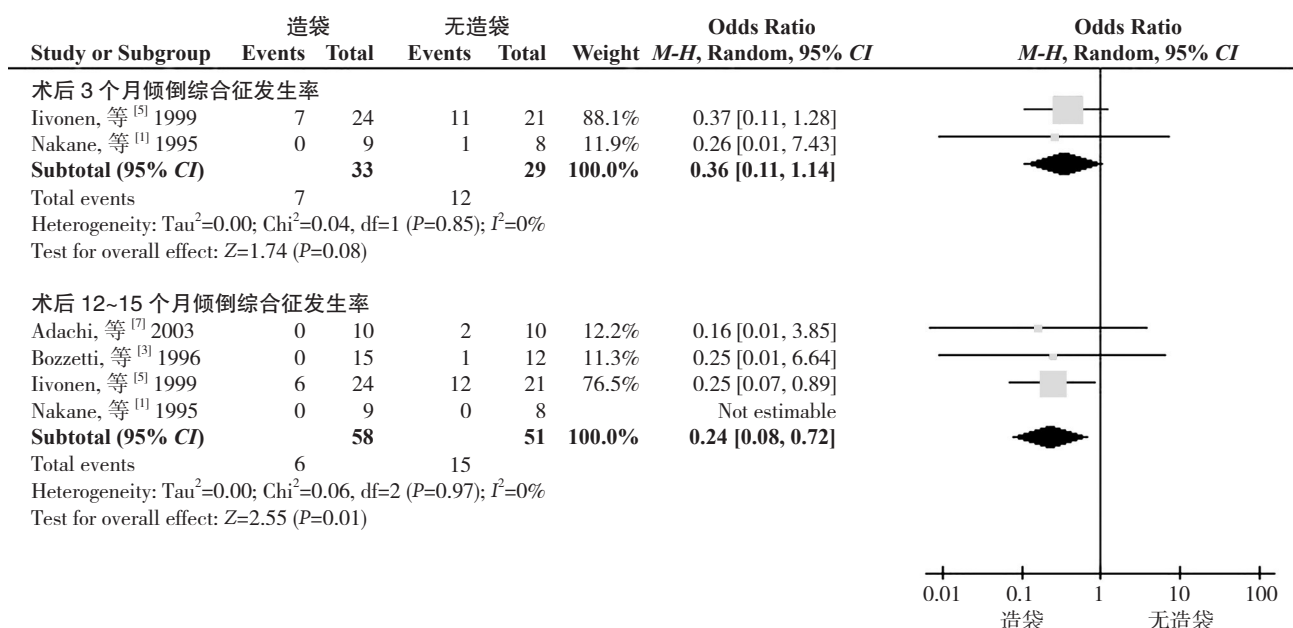 造袋 无造袋 Odds Ratio Odds Ratio
Study or Subgroup Events Total Events Total Weight M-H, Random, 95% CI M-H, Random, 95% CI
术后 3 个月倾倒综合征发生率
Iivonen, 等 [5] 1999 7 24 11 21 88.1% 0.37 [0.11, 1.28]
Nakane, 等 [1] 1995 0 9 1 8 11.9% 0.26 [0.01, 7.43]
Subtotal (95% CI) 33 29 100.0% 0.36 [0.11, 1.14]
Total events 7 12
Heterogeneity: Tau²=0.00; Chi²=0.04, df=1 (P=0.85); I²=0%
Test for overall effect: Z=1.74 (P=0.08)
术后 12~15 个月倾倒综合征发生率
Adachi, 等 [7] 2003 0 10 2 10 12.2% 0.16 [0.01, 3.85]
Bozzetti, 等 [3] 1996 0 15 1 12 11.3% 0.25 [0.01, 6.64]
Iivonen, 等 [5] 1999 6 24 12 21 76.5% 0.25 [0.07, 0.89]
Nakane, 等 [1] 1995 0 9 0 8 Not estimable
Subtotal (95% CI) 58 51 100.0% 0.24 [0.08, 0.72]
Total events 6 15
Heterogeneity: Tau²=0.00; Chi²=0.06, df=2 (P=0.97); I²=0%
Test for overall effect: Z=2.55 (P=0.01)
0.01 0.1 1 10 100
造袋 无造袋